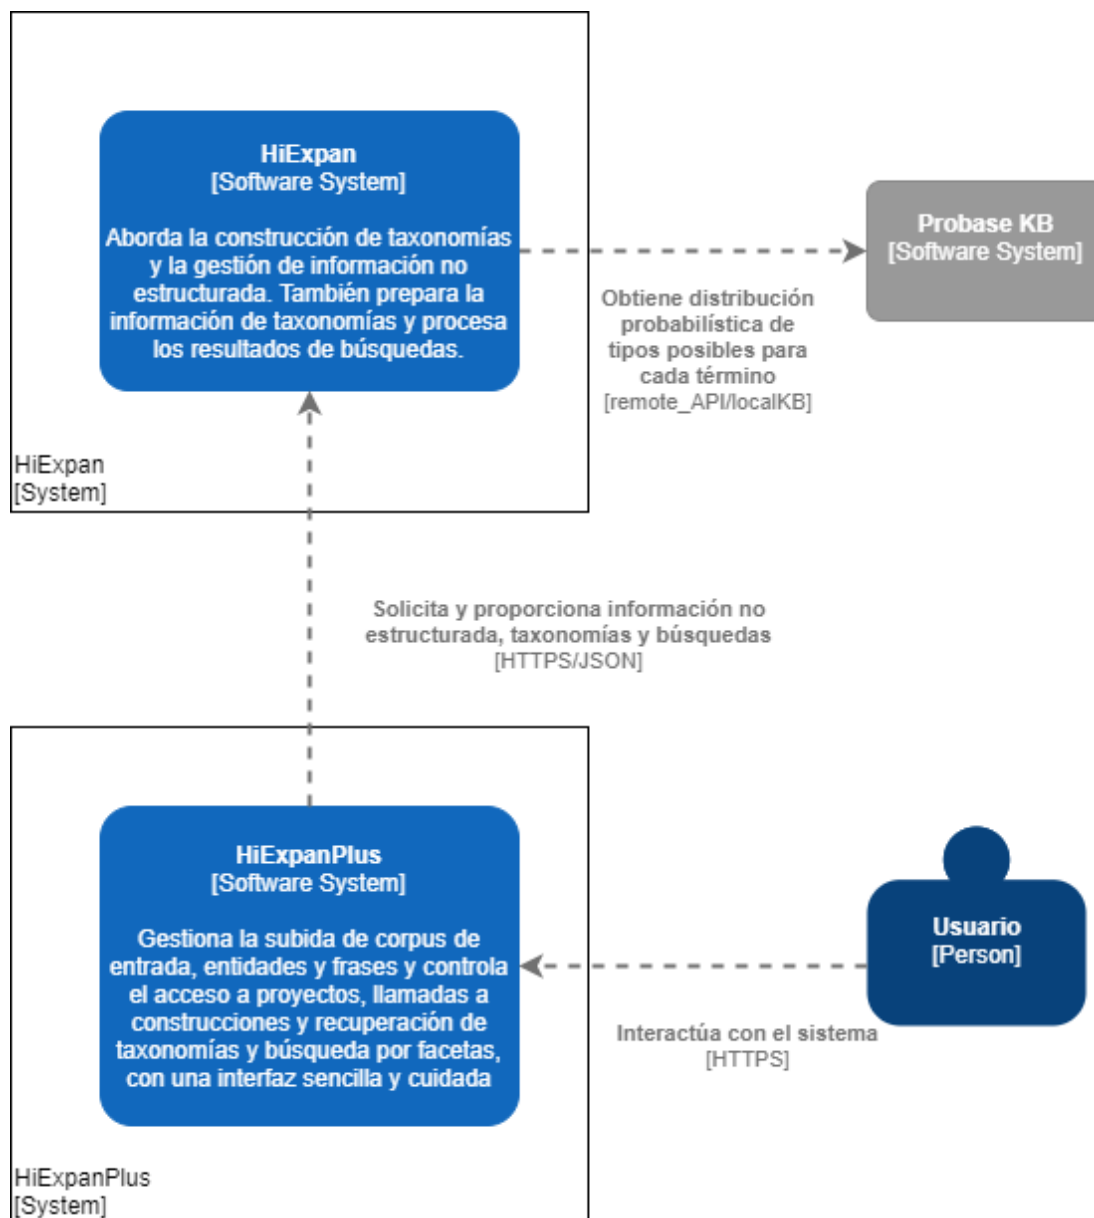 HiExpan
[Software System]
Aborda la construcción de taxonomías
y la gestión de información no
estructurada. También prepara la
información de taxonomías y procesa
los resultados de búsquedas.
HiExpan
[System]
Probase KB
[Software System]
Obtiene distribución
probabilística de
tipos posibles para
cada término
[remote_API/localKB]
Solicita y proporciona información no
estructurada, taxonomías y búsquedas
[HTTPS/JSON]
HiExpanPlus
[Software System]
Gestiona la subida de corpus de
entrada, entidades y frases y controla
el acceso a proyectos, llamadas a
construcciones y recuperación de
taxonomías y búsqueda por facetas,
con una interfaz sencilla y cuidada
Usuario
[Person]
Interactúa con el sistema
[HTTPS]
HiExpanPlus
[System]